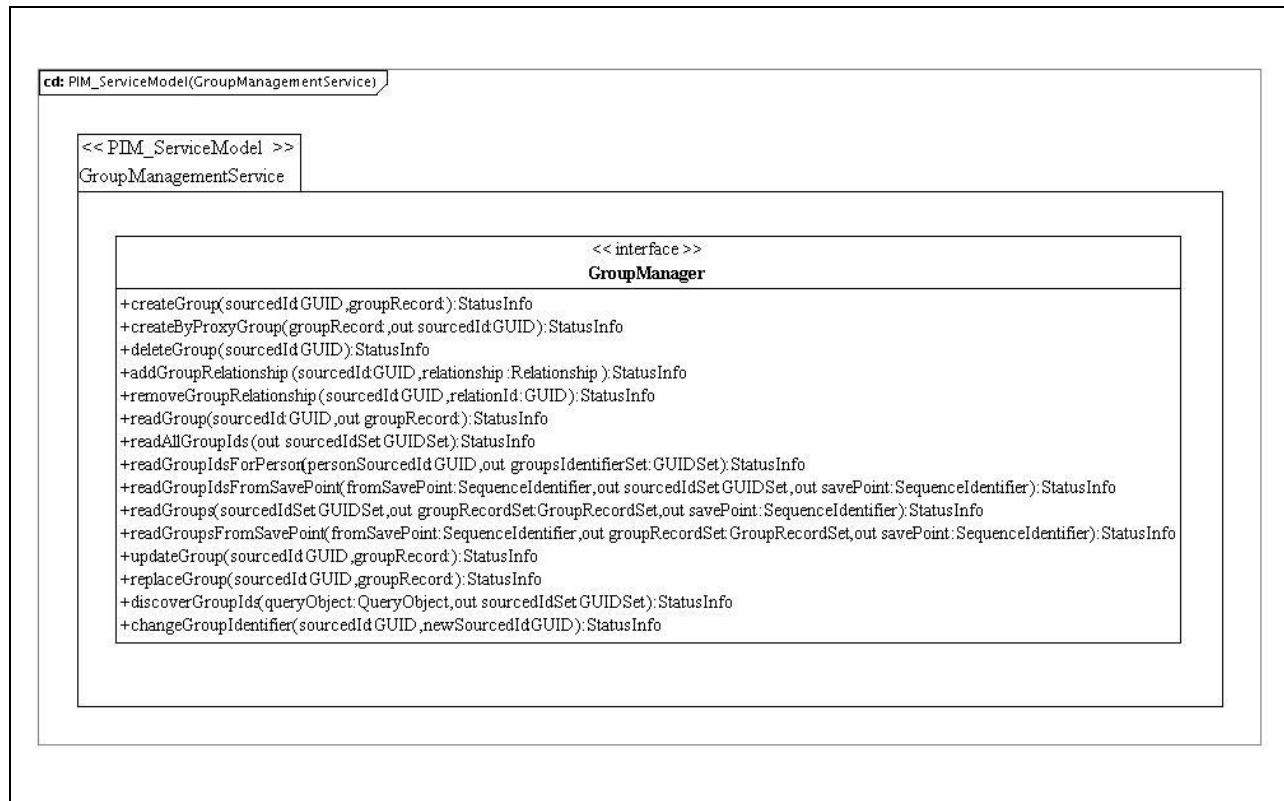 cd: PIM_ServiceModel(GroupManagementService)
<< PIM_ServiceModel >>
GroupManagementService
<< interface >>
GroupManager
+createGroup(sourcedId:GUID,groupRecord:):StatusInfo
+createByProxyGroup(groupRecord:,out sourcedId:GUID):StatusInfo
+deleteGroup(sourcedId:GUID):StatusInfo
+addGroupRelationship(sourcedId:GUID,relationship:Relationship):StatusInfo
+removeGroupRelationship(sourcedId:GUID,relationId:GUID):StatusInfo
+readGroup(sourcedId:GUID,out groupRecord:):StatusInfo
+readAllGroupIds(out sourcedIdSet:GUIDSet):StatusInfo
+readGroupIdsForPerson(personSourcedId:GUID,out groupsIdentifierSet:GUIDSet):StatusInfo
+readGroupIdsFromSavePoint(fromSavePoint:SequenceIdentifier,out sourcedIdSet:GUIDSet,out savePoint:SequenceIdentifier):StatusInfo
+readGroups(sourcedIdSet:GUIDSet,out groupRecordSet:GroupRecordSet,out savePoint:SequenceIdentifier):StatusInfo
+readGroupsFromSavePoint(fromSavePoint:SequenceIdentifier,out groupRecordSet:GroupRecordSet,out savePoint:SequenceIdentifier):StatusInfo
+updateGroup(sourcedId:GUID,groupRecord:):StatusInfo
+replaceGroup(sourcedId:GUID,groupRecord:):StatusInfo
+discoverGroupIds(queryObject:QueryObject,out sourcedIdSet:GUIDSet):StatusInfo
+changeGroupIdentifier(sourcedId:GUID,newSourcedId:GUID):StatusInfo